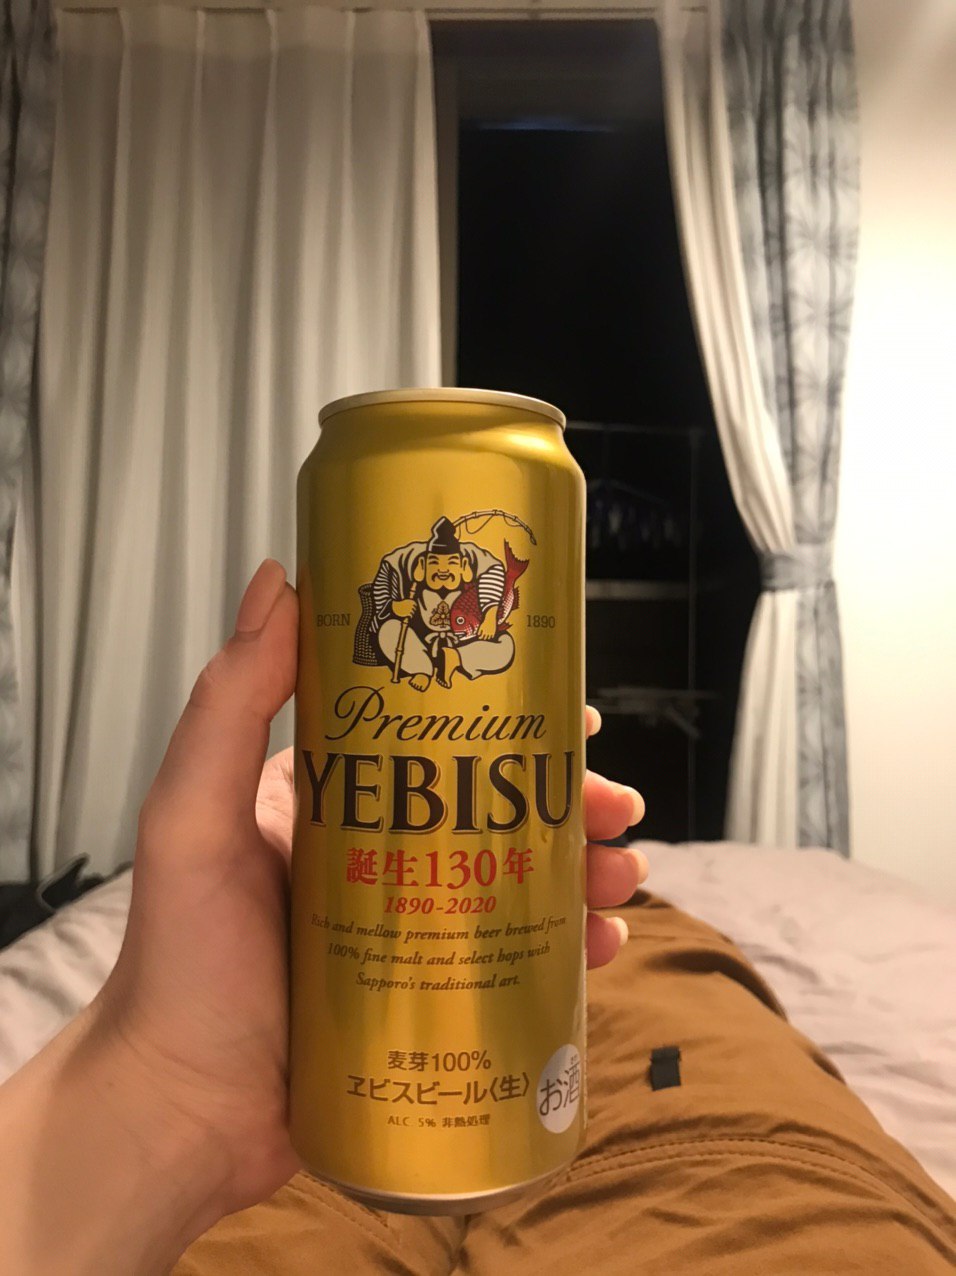 BORN 1890
Premium
YEBISU
誕生130年
1890-2020
Rich and mellow premium beer brewed from
100% fine malt and select hops with
Sapporo's traditional art.
麦芽100%
ヱビスビール〈生〉
お酒
ALC 5% 非熱処理